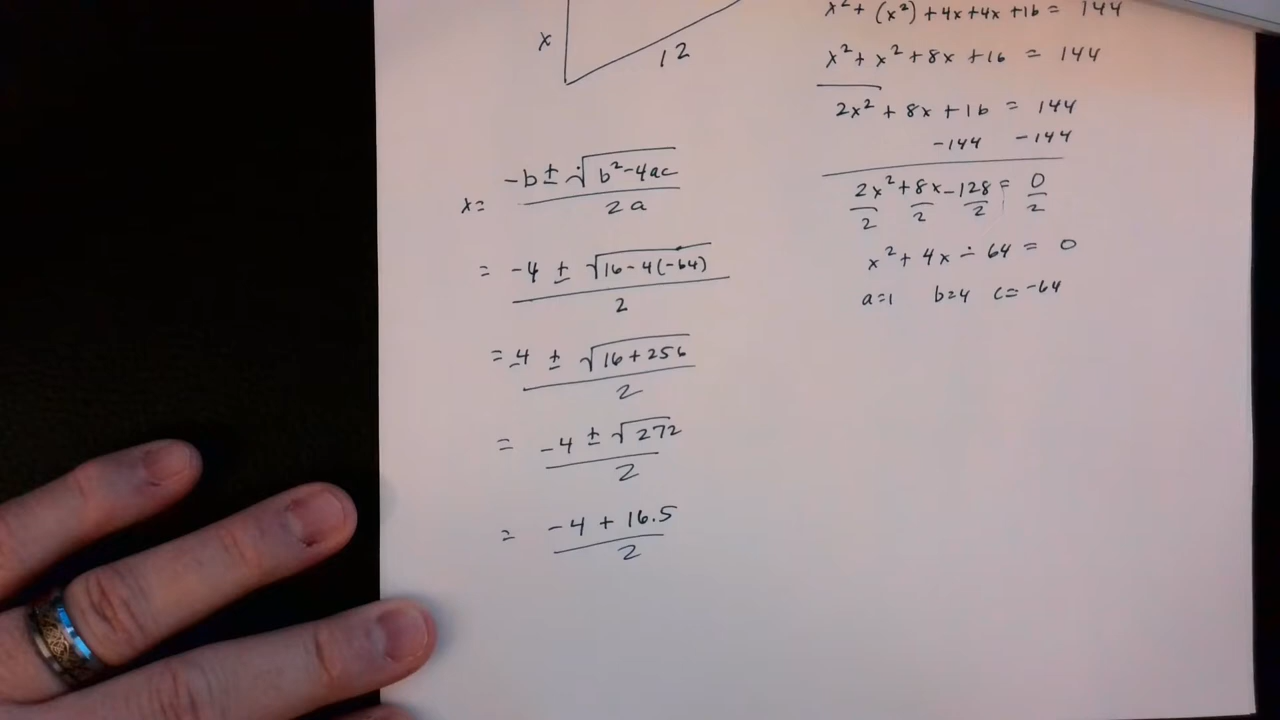 x
12
x = -b ± √(b² - 4ac) / 2a
= -4 ± √(16 - 4(-64)) / 2
= -4 ± √(16 + 256) / 2
= -4 ± √272 / 2
= -4 + 16.5 / 2
x² + (x²) + 4x + 4x + 16 = 144
x² + x² + 8x + 16 = 144
2x² + 8x + 16 = 144
-144 -144
2x² + 8x - 128 = 0
2 2 2 2
x² + 4x - 64 = 0
a=1 b=4 c=-64